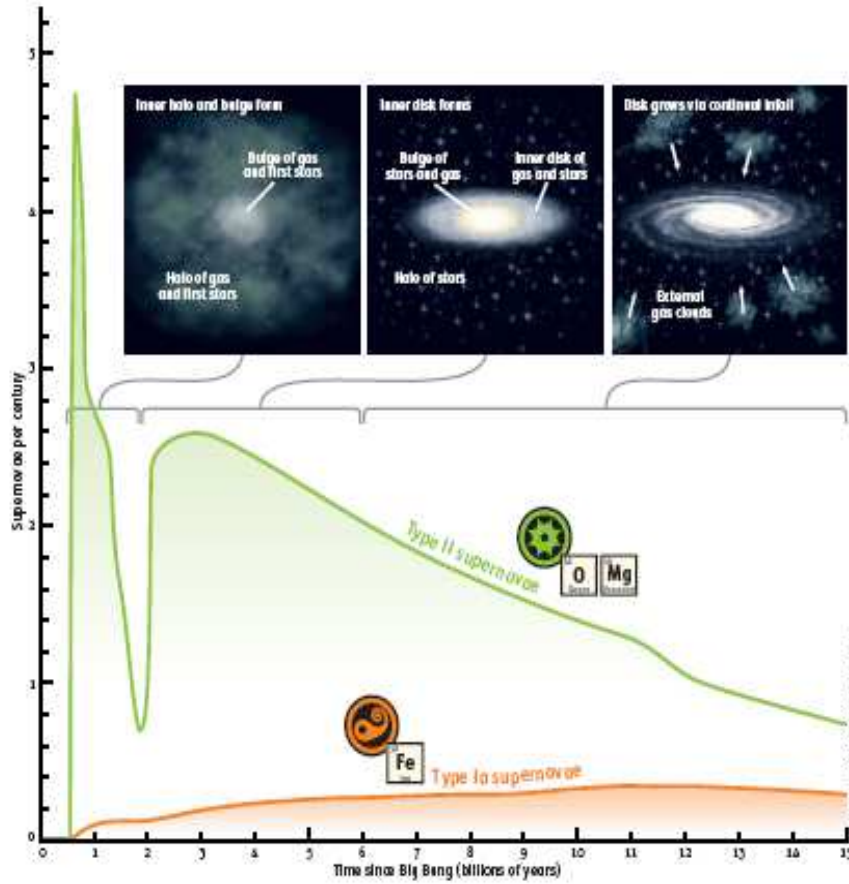 5
4
3
2
1
0
Supernovae per century
Inner halo and bulge form
Bulge of gas
and first stars
Halo of gas
and first stars
Inner disk forms
Bulge of
stars and gas
Inner disk of
gas and stars
Halo of stars
Disk grows via continual infall
External
gas clouds
Type II supernovae
O
Mg
Fe
Type Ia supernovae
0 1 2 3 4 5 6 7 8 9 10 11 12 13 14 15
Time since Big Bang (billions of years)